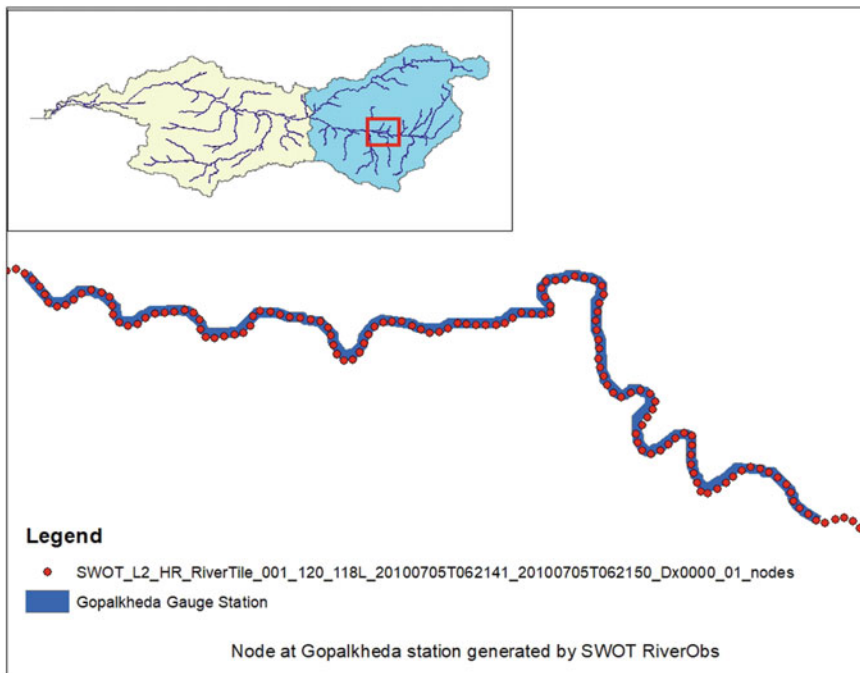 Legend
SWOT_L2_HR_RiverTile_001_120_118L_20100705T062141_20100705T062150_Dx0000_01_nodes
Gopalkheda Gauge Station
Node at Gopalkheda station generated by SWOT RiverObs